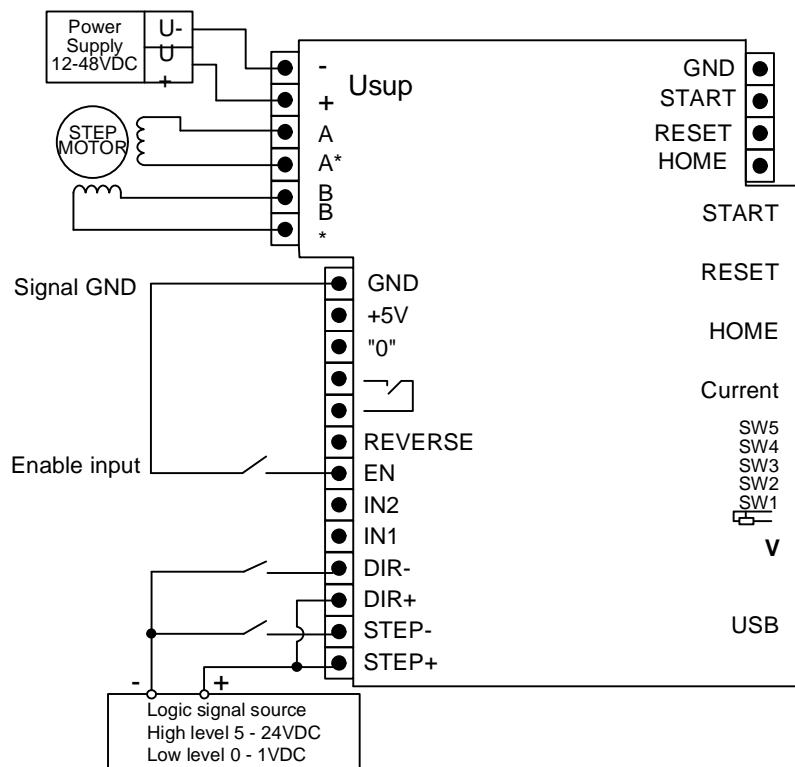 Power
Supply
12-48VDC
U-
U
+
STEP
MOTOR
-
+
A
A*
B
B
*
Usup
GND
START
RESET
HOME
START
RESET
HOME
Current
SW5
SW4
SW3
SW2
SW1
V
USB
Signal GND
Enable input
GND
+5V
"0"
REVERSE
EN
IN2
IN1
DIR-
DIR+
STEP-
STEP+
- +
Logic signal source
High level 5 - 24VDC
Low level 0 - 1VDC